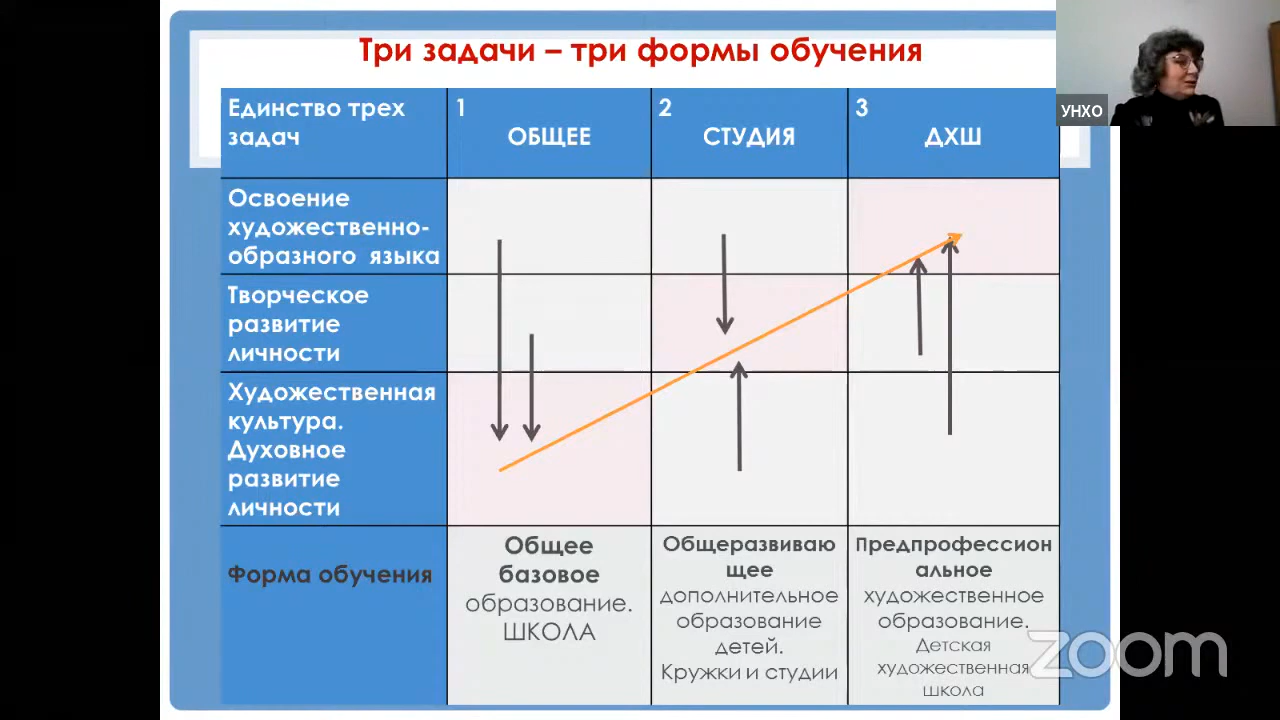 Три задачи – три формы обучения
УНХО
Единство трех
задач
1
ОБЩЕЕ
2
СТУДИЯ
3
ДХШ
Освоение
художественно-
образного языка
Творческое
развитие
личности
Художественная
культура.
Духовное
развитие
личности
Форма обучения
Общее
базовое
образование.
ШКОЛА
Общеразвиваю
щее
дополнительное
образование
детей.
Кружки и студии
Предпрофессион
альное
художественное
образование.
Детская
художественная
школа
zoom